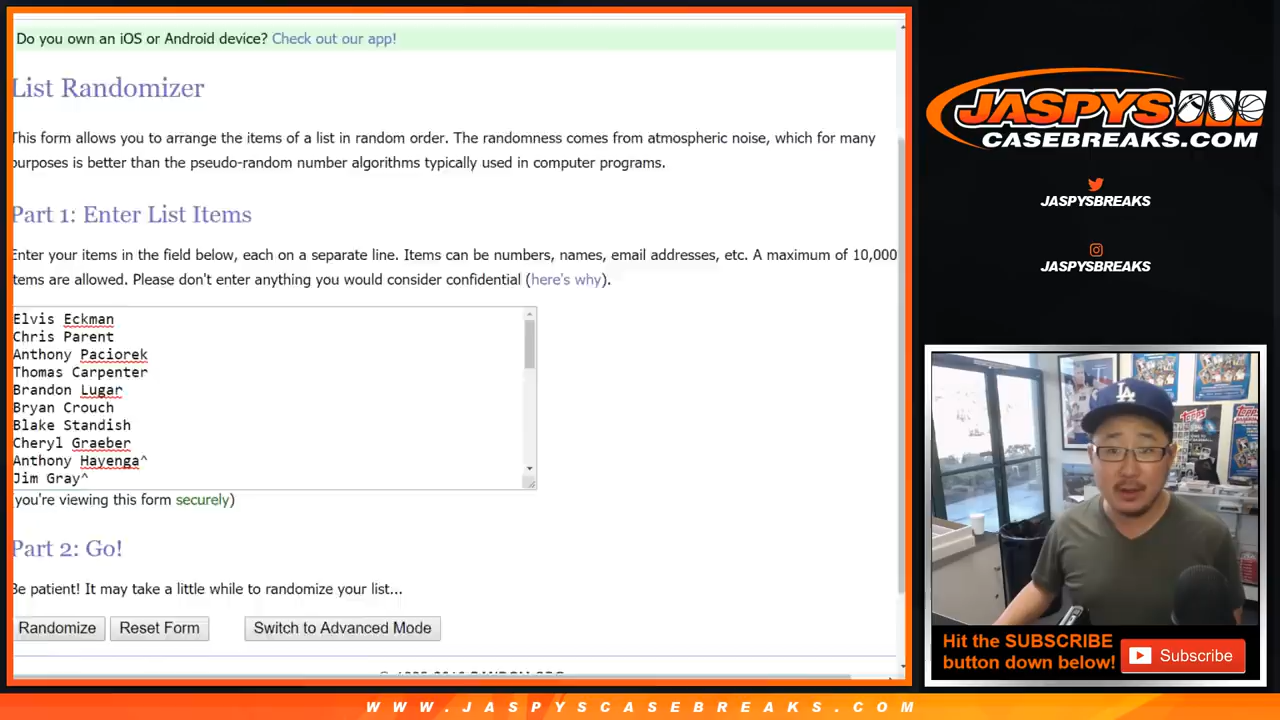 Do you own an iOS or Android device? Check out our app!
List Randomizer
This form allows you to arrange the items of a list in random order. The randomness comes from atmospheric noise, which for many
purposes is better than the pseudo-random number algorithms typically used in computer programs.
Part 1: Enter List Items
Enter your items in the field below, each on a separate line. Items can be numbers, names, email addresses, etc. A maximum of 10,000
items are allowed. Please don't enter anything you would consider confidential (here's why).
Elvis Eckman
Chris Parent
Anthony Paciorek
Thomas Carpenter
Brandon Lugar
Bryan Crouch
Blake Standish
Cheryl Graeber
Anthony Hayenga^
Jim Gray^
you're viewing this form securely)
Part 2: Go!
Be patient! It may take a little while to randomize your list...
Randomize Reset Form Switch to Advanced Mode
JASPYS
CASEBREAKS.COM
JASPYSBREAKS
JASPYSBREAKS
LA
TOPPS
Hit the SUBSCRIBE
button down below!
Subscribe
WWW.JASPYSCASEBREAKS.COM